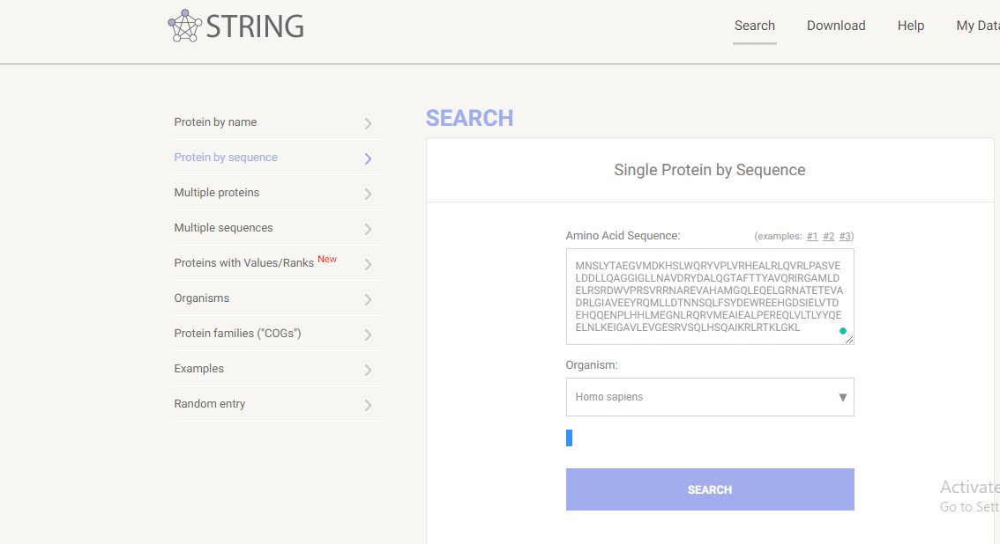 STRING
Search
Download
Help
My Data
Protein by name
Protein by sequence
Multiple proteins
Multiple sequences
Proteins with Values/Ranks New
Organisms
Protein families ("COGs")
Examples
Random entry
SEARCH
Single Protein by Sequence
Amino Acid Sequence:
(examples: #1 #2 #3)
MNSLYTAEGVMDKHSLWQRYVPLVRHEALRLQVRLPASVE
LDDLLQAGGIGLLNAVDRYDALQGTAFTTYAVQRIRGAMLD
ELRSRDWVPRSVRRNAREVAHAMGQLEQELGRNATETEVA
DRLGIAVEEYRQMLLDTNNSQLFSYDEWREEHGDSIELVTD
EHQQENPLHHLMEGNLRQRVMEAIEALPEREQLVLTLYYQE
ELNLKEIGAVLEVGESRVSQLHSQAIKRLRTKLGKL
Organism:
Homo sapiens
SEARCH
Activate
Go to Sett